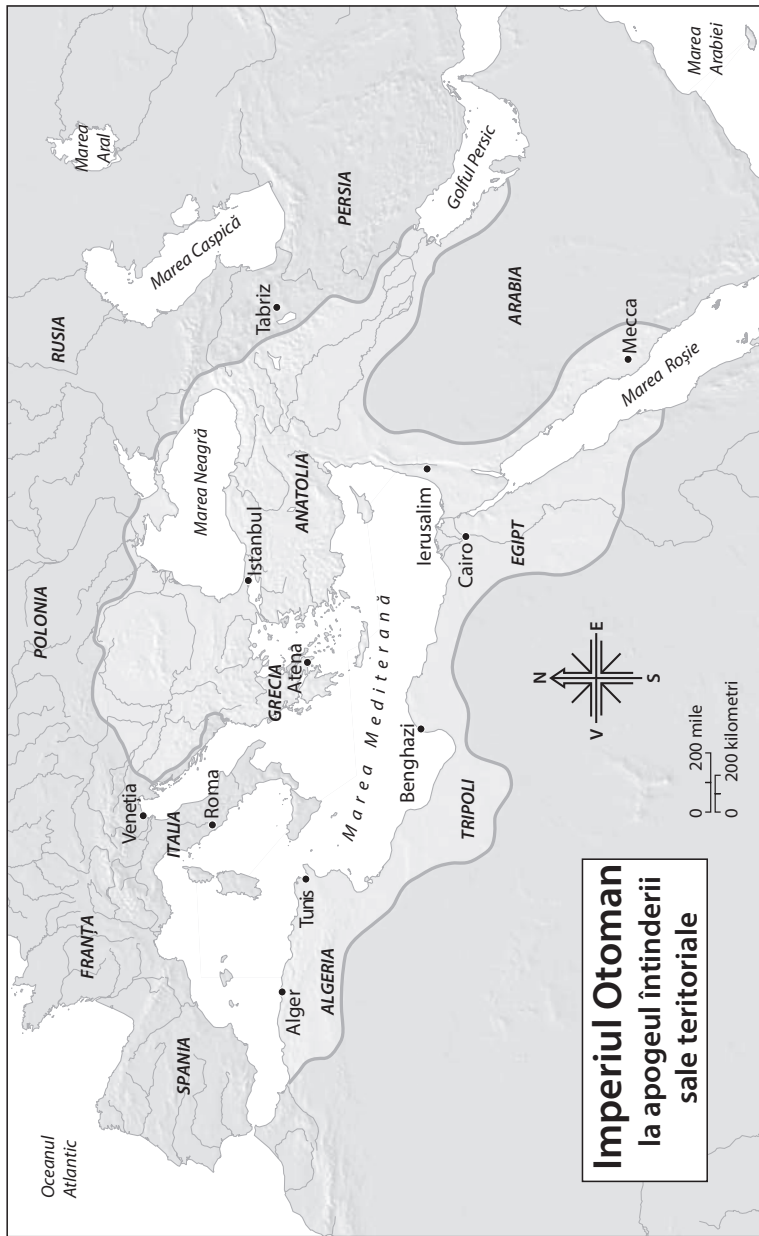 Oceanul
Atlantic
SPANIA
FRANȚA
POLONIA
RUSIA
Marea
Aral
Marea Caspică
Veneția
ITALIA
Roma
Marea Neagră
Istanbul
ANATOLIA
GRECIA
Atena
Tabriz
PERSIA
Alger
ALGERIA
Tunis
Marea Mediterană
Benghazi
TRIPOLI
Ierusalim
Cairo
EGIPT
ARABIA
Golful Persic
Mecca
Marea Roșie
Marea
Arabiei
Imperiul Otoman
la apogeul întinderii
sale teritoriale
0 200 mile
0 200 kilometri
N
V E
S